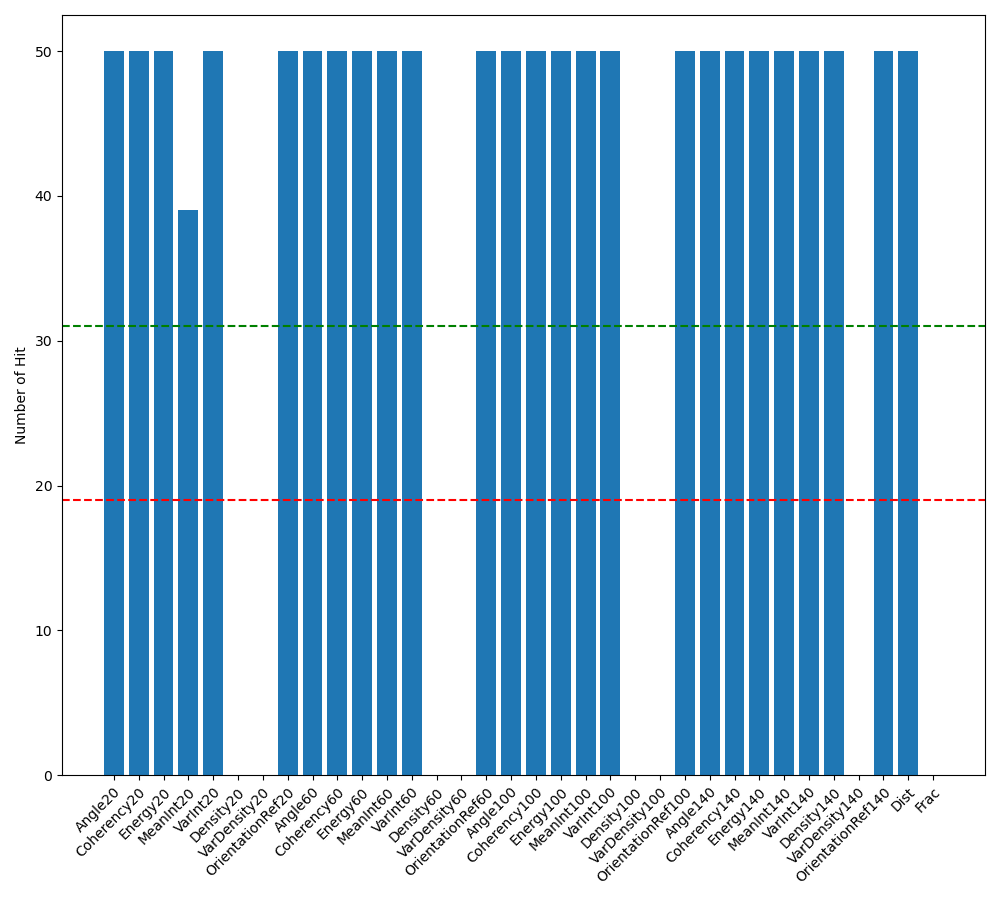 50
40
30
20
10
0
Number of Hit
Angle20
Coherency20
Energy20
MeanInt20
VarInt20
Density20
VarDensity20
OrientationRef20
Angle60
Coherency60
Energy60
MeanInt60
VarInt60
Density60
VarDensity60
OrientationRef60
Angle100
Coherency100
Energy100
MeanInt100
VarInt100
Density100
VarDensity100
OrientationRef100
Angle140
Coherency140
Energy140
MeanInt140
VarInt140
Density140
VarDensity140
OrientationRef140
Dist
Frac